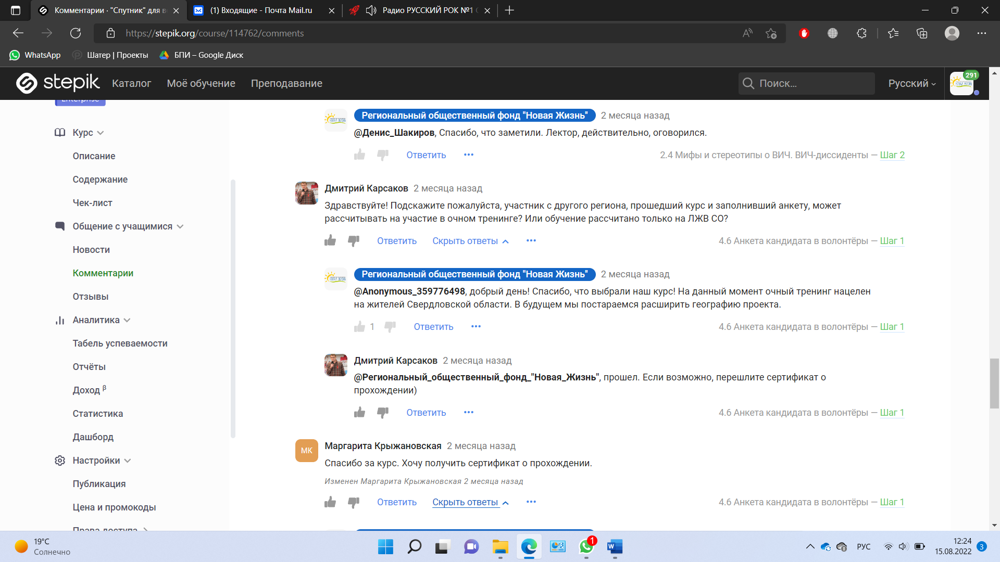 Комментарии · "Спутник" для в
(1) Входящие - Почта Mail.ru
Радио РУССКИЙ РОК №1
https://stepik.org/course/114762/comments
WhatsApp
Шатер | Проекты
БПИ – Google Диск
stepik
Каталог
Моё обучение
Преподавание
Поиск...
Русский
291
Enterprise
Курс
Описание
Содержание
Чек-лист
Общение с учащимися
Новости
Комментарии
Отзывы
Аналитика
Табель успеваемости
Отчёты
Доход β
Статистика
Дашборд
Настройки
Публикация
Цена и промокоды
Права доступа
НОВАЯ ЖИЗНЬ
Региональный общественный фонд "Новая Жизнь" 2 месяца назад
@Денис_Шакиров, Спасибо, что заметили. Лектор, действительно, оговорился.
Ответить
2.4 Мифы и стереотипы о ВИЧ. ВИЧ-диссиденты — Шаг 2
Дмитрий Карсаков 2 месяца назад
Здравствуйте! Подскажите пожалуйста, участник с другого региона, прошедший курс и заполнивший анкету, может
рассчитывать на участие в очном тренинге? Или обучение рассчитано только на ЛЖВ СО?
Ответить Скрыть ответы
4.6 Анкета кандидата в волонтёры — Шаг 1
НОВАЯ ЖИЗНЬ
Региональный общественный фонд "Новая Жизнь" 2 месяца назад
@Anonymous_359776498, добрый день! Спасибо, что выбрали наш курс! На данный момент очный тренинг нацелен
на жителей Свердловской области. В будущем мы постараемся расширить географию проекта.
1 Ответить
4.6 Анкета кандидата в волонтёры — Шаг 1
Дмитрий Карсаков 2 месяца назад
@Региональный_общественный_фонд_"Новая_Жизнь", прошел. Если возможно, перешлите сертификат о
прохождении)
Ответить
4.6 Анкета кандидата в волонтёры — Шаг 1
МК
Маргарита Крыжановская 2 месяца назад
Спасибо за курс. Хочу получить сертификат о прохождении.
Изменен Маргарита Крыжановская 2 месяца назад
Ответить Скрыть ответы
4.6 Анкета кандидата в волонтёры — Шаг 1
19°C
Солнечно
1
РУС
12:24
15.08.2022
3